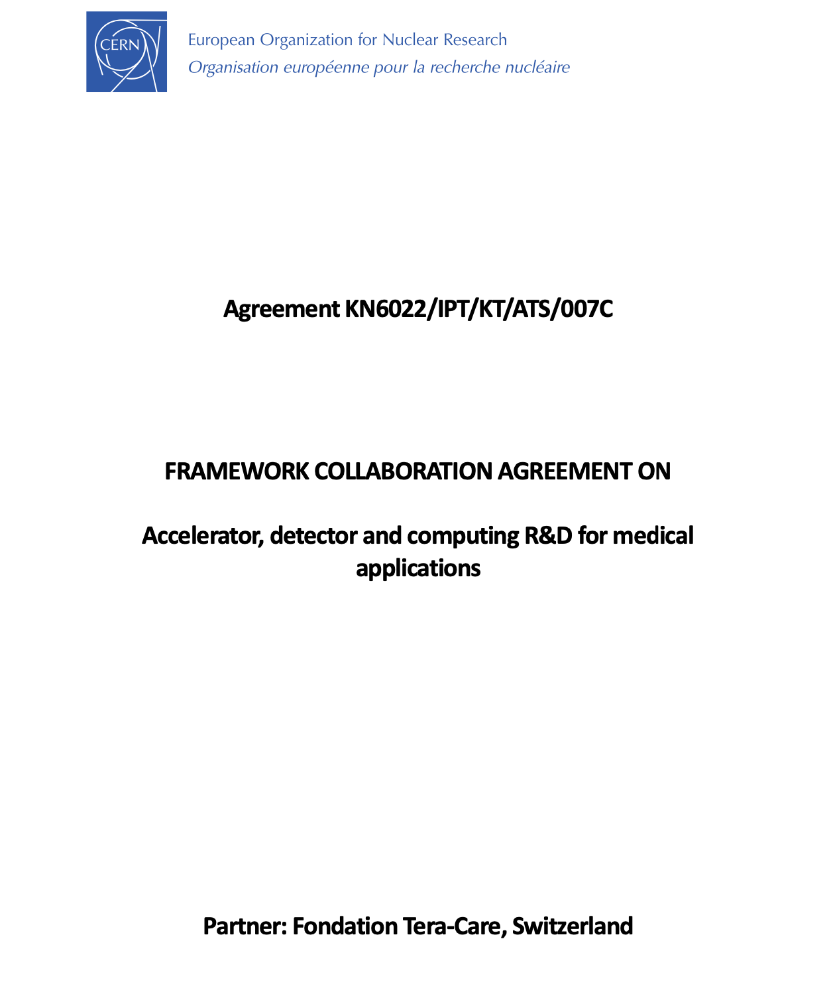 CERN
European Organization for Nuclear Research
Organisation européenne pour la recherche nucléaire
Agreement KN6022/IPT/KT/ATS/007C
FRAMEWORK COLLABORATION AGREEMENT ON
Accelerator, detector and computing R&D for medical
applications
Partner: Fondation Tera-Care, Switzerland